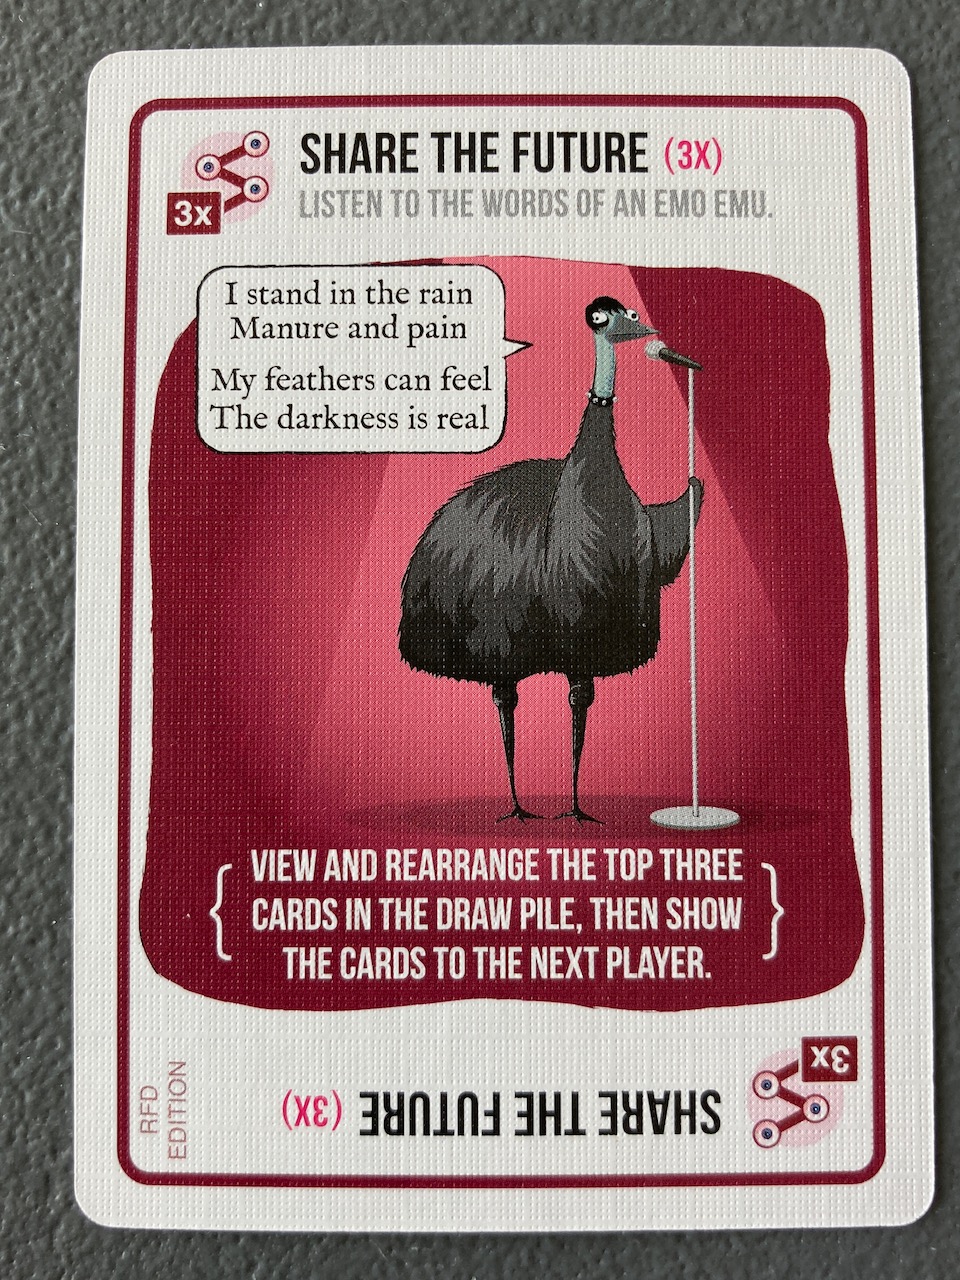 SHARE THE FUTURE (3X)
3x
LISTEN TO THE WORDS OF AN EMO EMU.
I stand in the rain
Manure and pain
My feathers can feel
The darkness is real
VIEW AND REARRANGE THE TOP THREE
CARDS IN THE DRAW PILE, THEN SHOW
THE CARDS TO THE NEXT PLAYER.
RFD
EDITION
3x
SHARE THE FUTURE (3X)